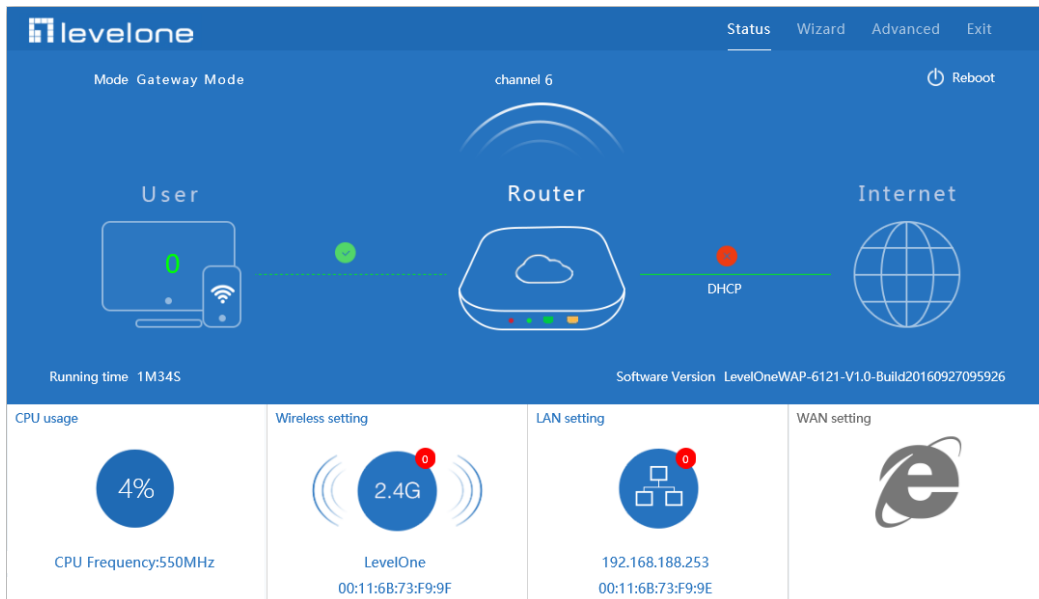 levelone
Status Wizard Advanced Exit
Mode Gateway Mode
channel 6
Reboot
User
Router
Internet
0
DHCP
Running time 1M34S
Software Version LevelOneWAP-6121-V1.0-Build20160927095926
CPU usage
Wireless setting
LAN setting
WAN setting
4%
0
2.4G
0
CPU Frequency:550MHz
LevelOne
192.168.188.253
00:11:6B:73:F9:9F
00:11:6B:73:F9:9E